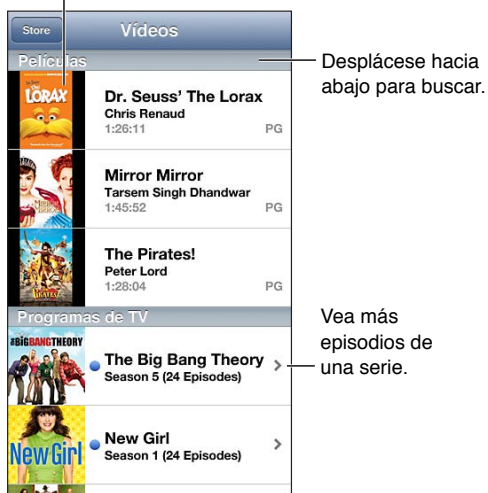 Store
Vídeos
Películas
Desplácese hacia
abajo para buscar.
LORAX
Dr. Seuss’ The Lorax
Chris Renaud
1:26:11
PG
Mirror Mirror
Tarsem Singh Dhandwar
1:45:52
PG
The Pirates!
Peter Lord
1:28:04
PG
PIRATES!
Programas de TV
Vea más
episodios de
una serie.
THE BIG BANG THEORY
The Big Bang Theory
Season 5 (24 Episodes)
New Girl
New Girl
Season 1 (24 Episodes)